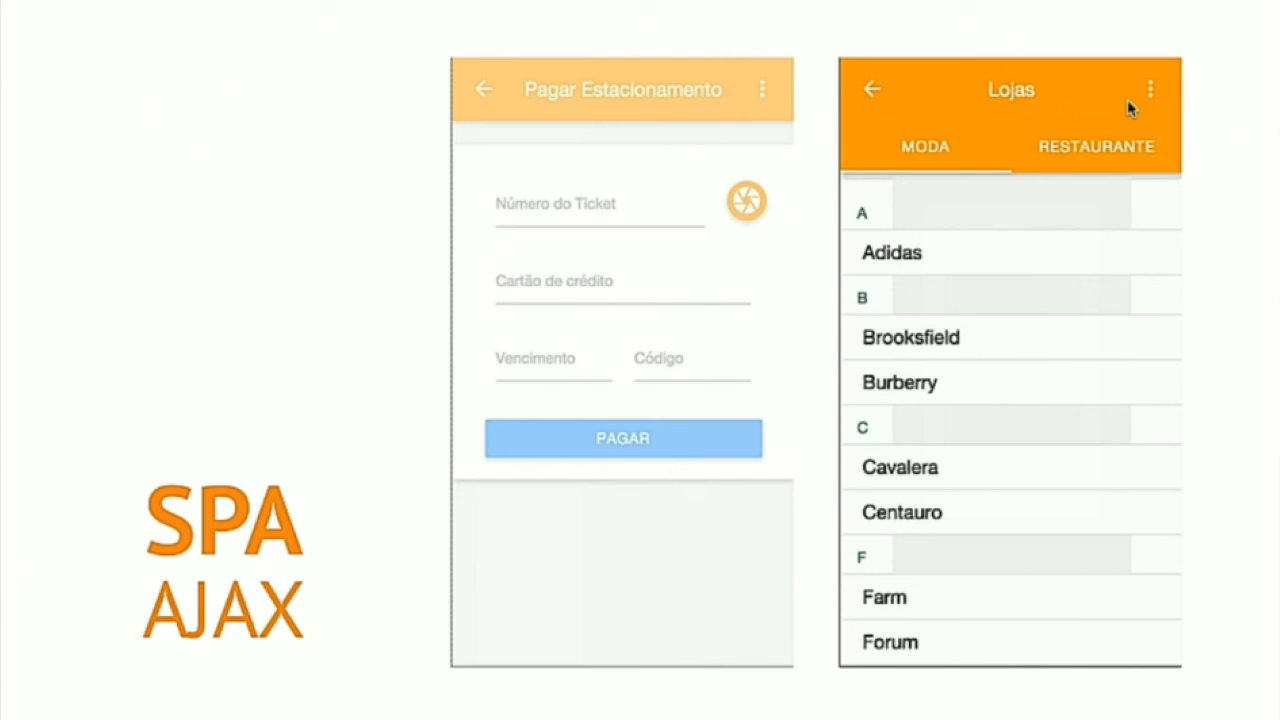 SPA
AJAX
Pagar Estacionamento
Número do Ticket
Cartão de crédito
Vencimento Código
PAGAR
Lojas
MODA RESTAURANTE
A
Adidas
B
Brooksfield
Burberry
C
Cavalera
Centauro
F
Farm
Forum